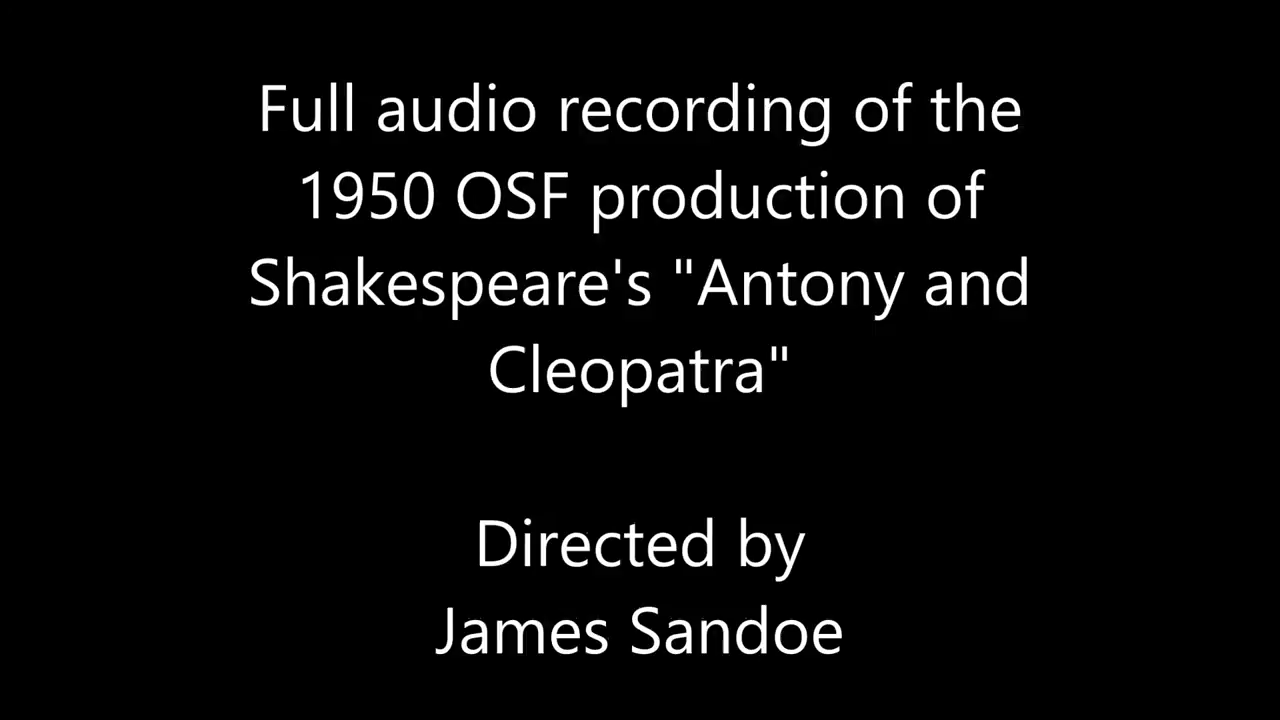 Full audio recording of the
1950 OSF production of
Shakespeare's "Antony and
Cleopatra"
Directed by
James Sandoe